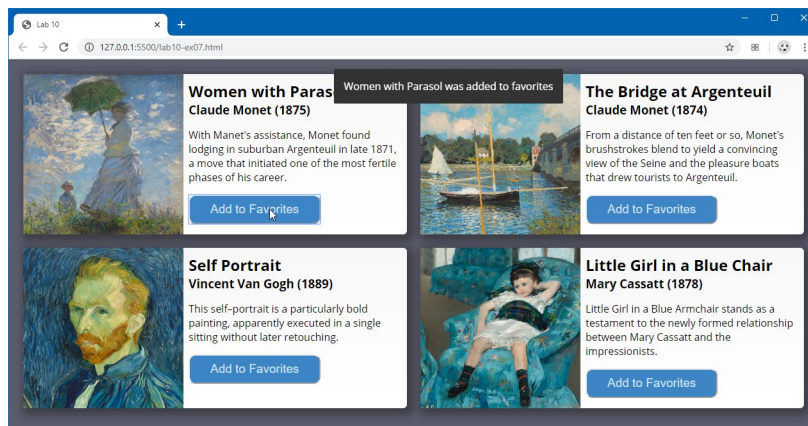 Lab 10
127.0.0.1:5500/lab10-ex07.html
Women with Parasol was added to favorites
Women with Paras
Claude Monet (1875)
With Manet's assistance, Monet found
lodging in suburban Argenteuil in late 1871,
a move that initiated one of the most fertile
phases of his career.
Add to Favorites
The Bridge at Argenteuil
Claude Monet (1874)
From a distance of ten feet or so, Monet's
brushstrokes blend to yield a convincing
view of the Seine and the pleasure boats
that drew tourists to Argenteuil.
Add to Favorites
Self Portrait
Vincent Van Gogh (1889)
This self–portrait is a particularly bold
painting, apparently executed in a single
sitting without later retouching.
Add to Favorites
Little Girl in a Blue Chair
Mary Cassatt (1878)
Little Girl in a Blue Armchair stands as a
testament to the newly formed relationship
between Mary Cassatt and the
impressionists.
Add to Favorites